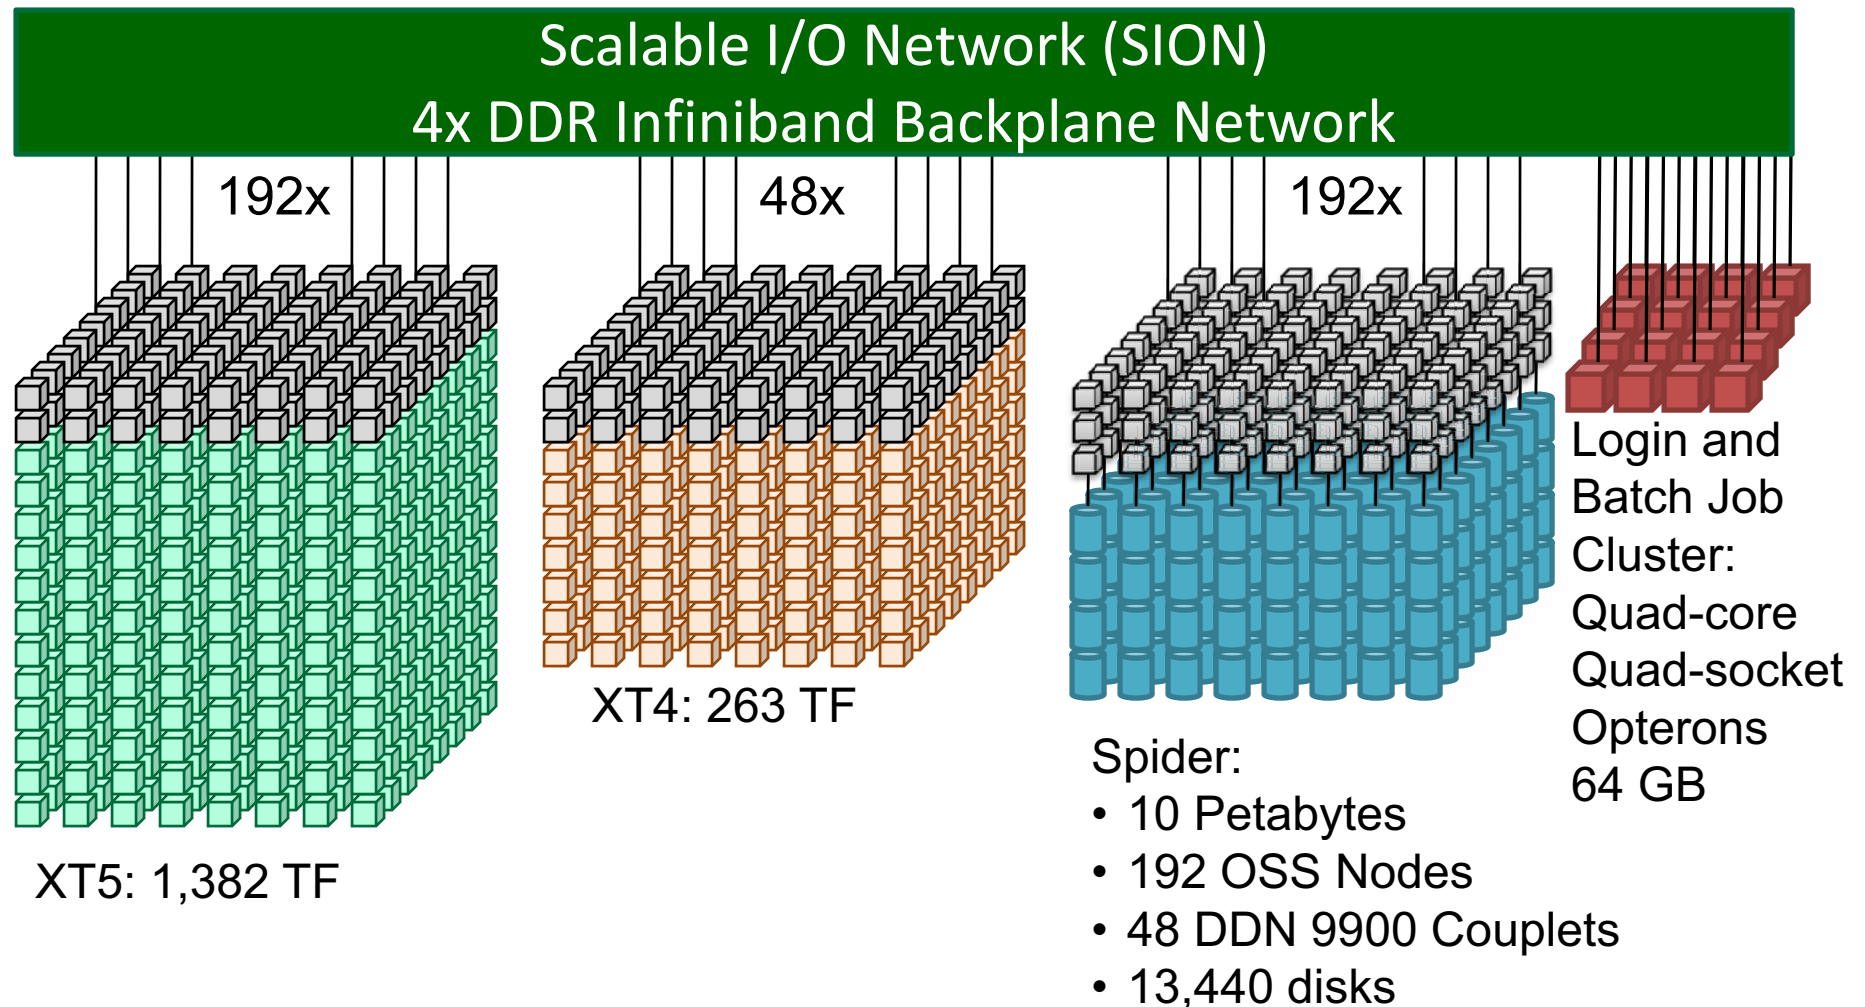 Scalable I/O Network (SION)
4x DDR Infiniband Backplane Network
192x
48x
192x
XT5: 1,382 TF
XT4: 263 TF
Spider:
• 10 Petabytes
• 192 OSS Nodes
• 48 DDN 9900 Couplets
• 13,440 disks
Login and
Batch Job
Cluster:
Quad-core
Quad-socket
Opterons
64 GB